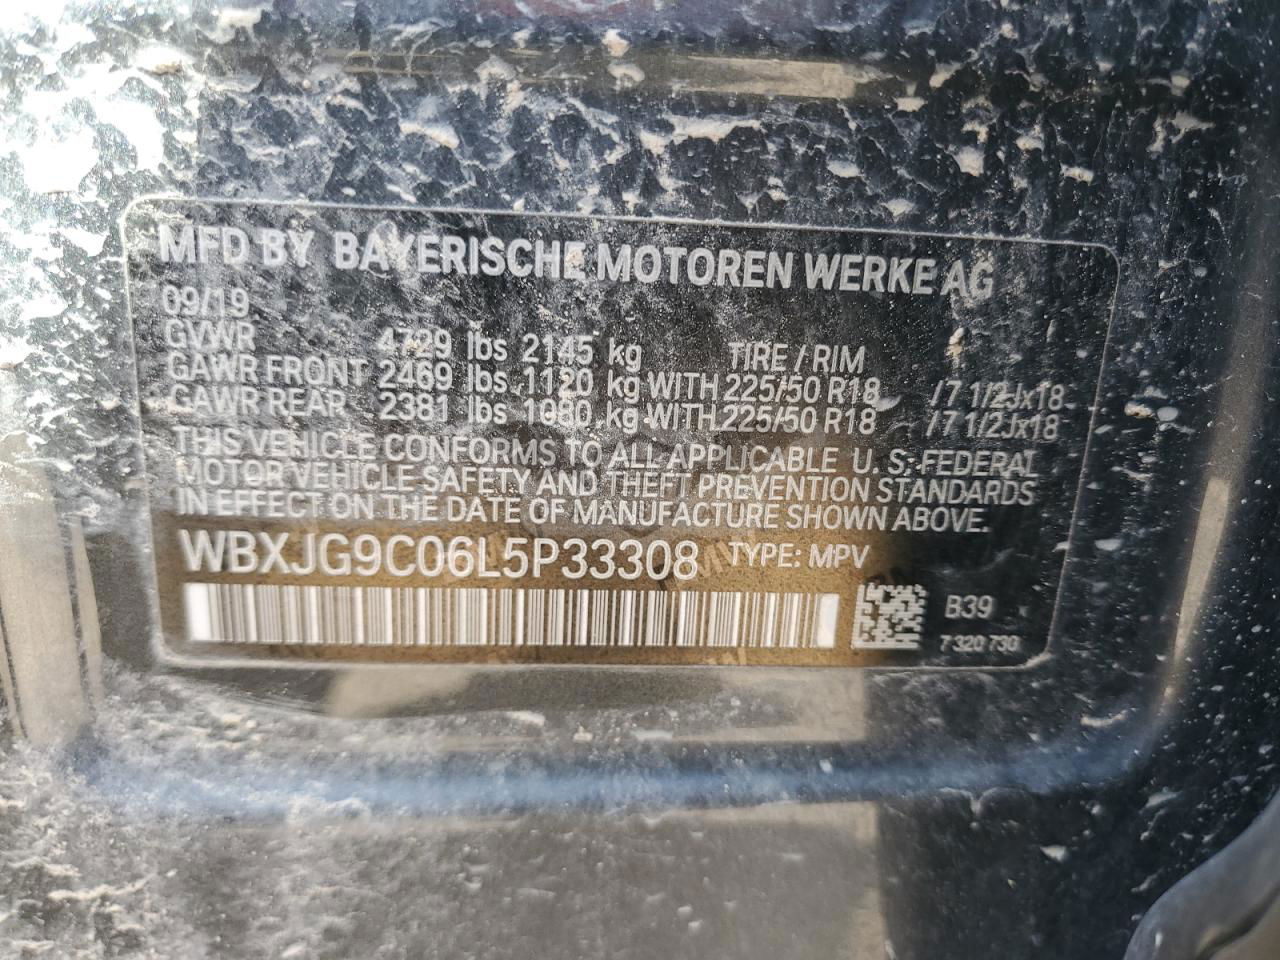 MFD BY BAYERISCHE MOTOREN WERKE AG
09/19
GVWR 4729 lbs 2145 kg TIRE / RIM
GAWR FRONT 2469 lbs 1120 kg WITH 225/50 R18 /7 1/2Jx18
GAWR REAR 2381 lbs 1080 kg WITH 225/50 R18 /7 1/2Jx18
THIS VEHICLE CONFORMS TO ALL APPLICABLE U. S. FEDERAL
MOTOR VEHICLE SAFETY AND THEFT PREVENTION STANDARDS
IN EFFECT ON THE DATE OF MANUFACTURE SHOWN ABOVE.
WBXJG9C06L5P33308 TYPE: MPV
B39
7 320 730